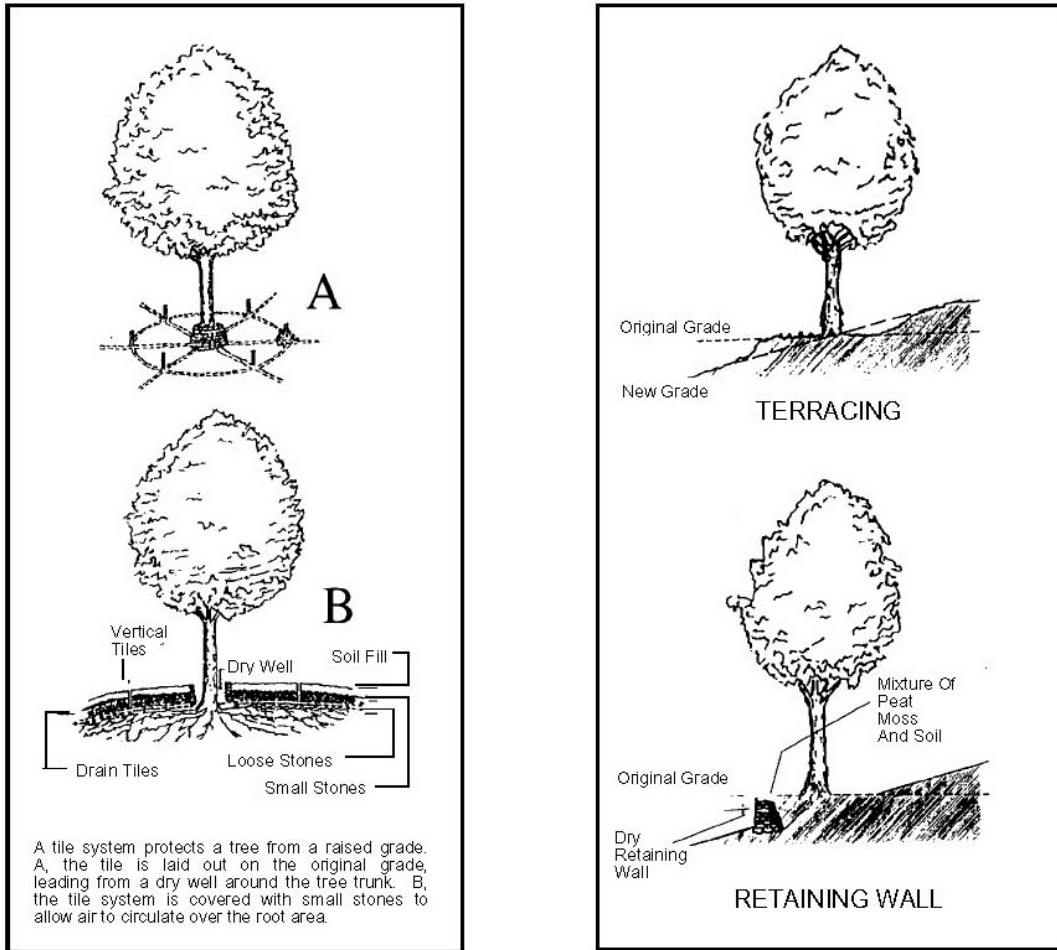 A
B
Vertical
Tiles
Dry Well
Soil Fill
Drain Tiles
Loose Stones
Small Stones
A tile system protects a tree from a raised grade.
A, the tile is laid out on the original grade,
leading from a dry well around the tree trunk. B,
the tile system is covered with small stones to
allow air to circulate over the root area.
Original Grade
New Grade
TERRACING
Mixture Of
Peat
Moss
And Soil
Original Grade
Dry
Retaining
Wall
RETAINING WALL